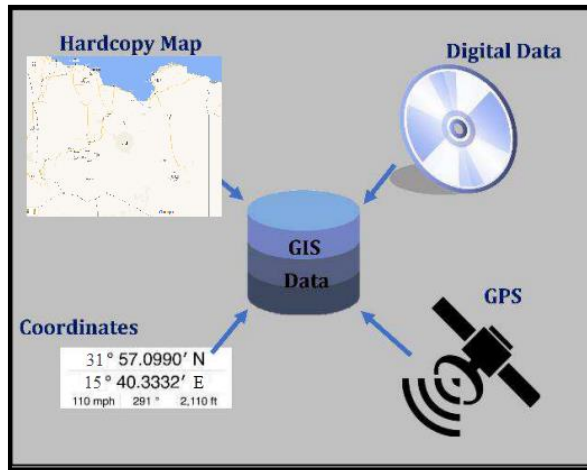 Hardcopy Map
Digital Data
GIS
Data
GPS
Coordinates
31° 57.0990' N
15° 40.3332' E
110 mph 291° 2,110 ft